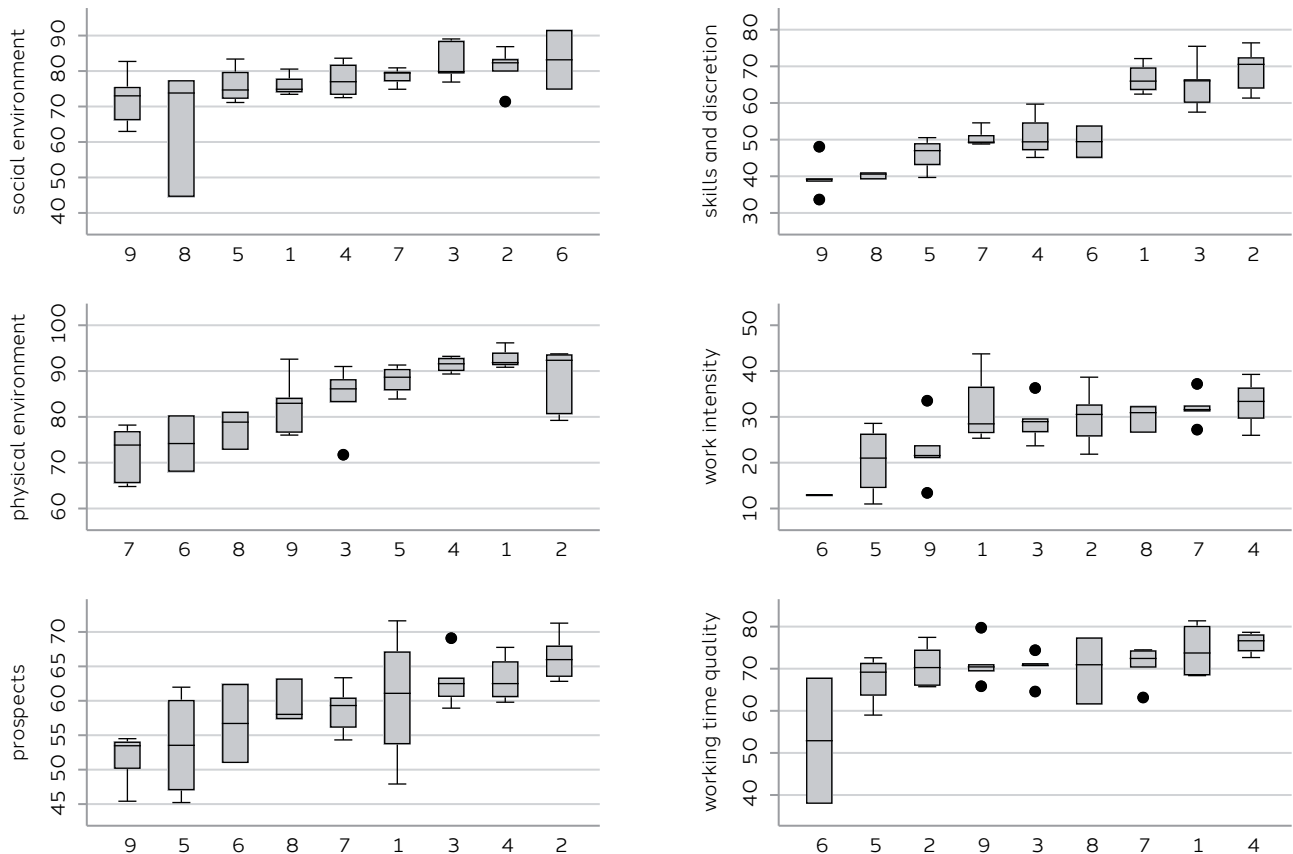 social environment
90
80
70
60
50
40
9 8 5 1 4 7 3 2 6
skills and discretion
80
70
60
50
40
30
9 8 5 7 4 6 1 3 2
physical environment
100
90
80
70
60
7 6 8 9 3 5 4 1 2
work intensity
50
40
30
20
10
6 5 9 1 3 2 8 7 4
prospects
70
65
60
55
50
45
9 5 6 8 7 1 3 4 2
working time quality
80
70
60
50
40
6 5 2 9 3 8 7 1 4